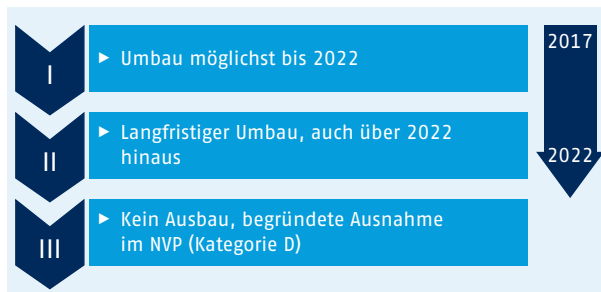 I
▶ Umbau möglichst bis 2022
2017
II
▶ Langfristiger Umbau, auch über 2022
hinaus
2022
III
▶ Kein Ausbau, begründete Ausnahme
im NVP (Kategorie D)